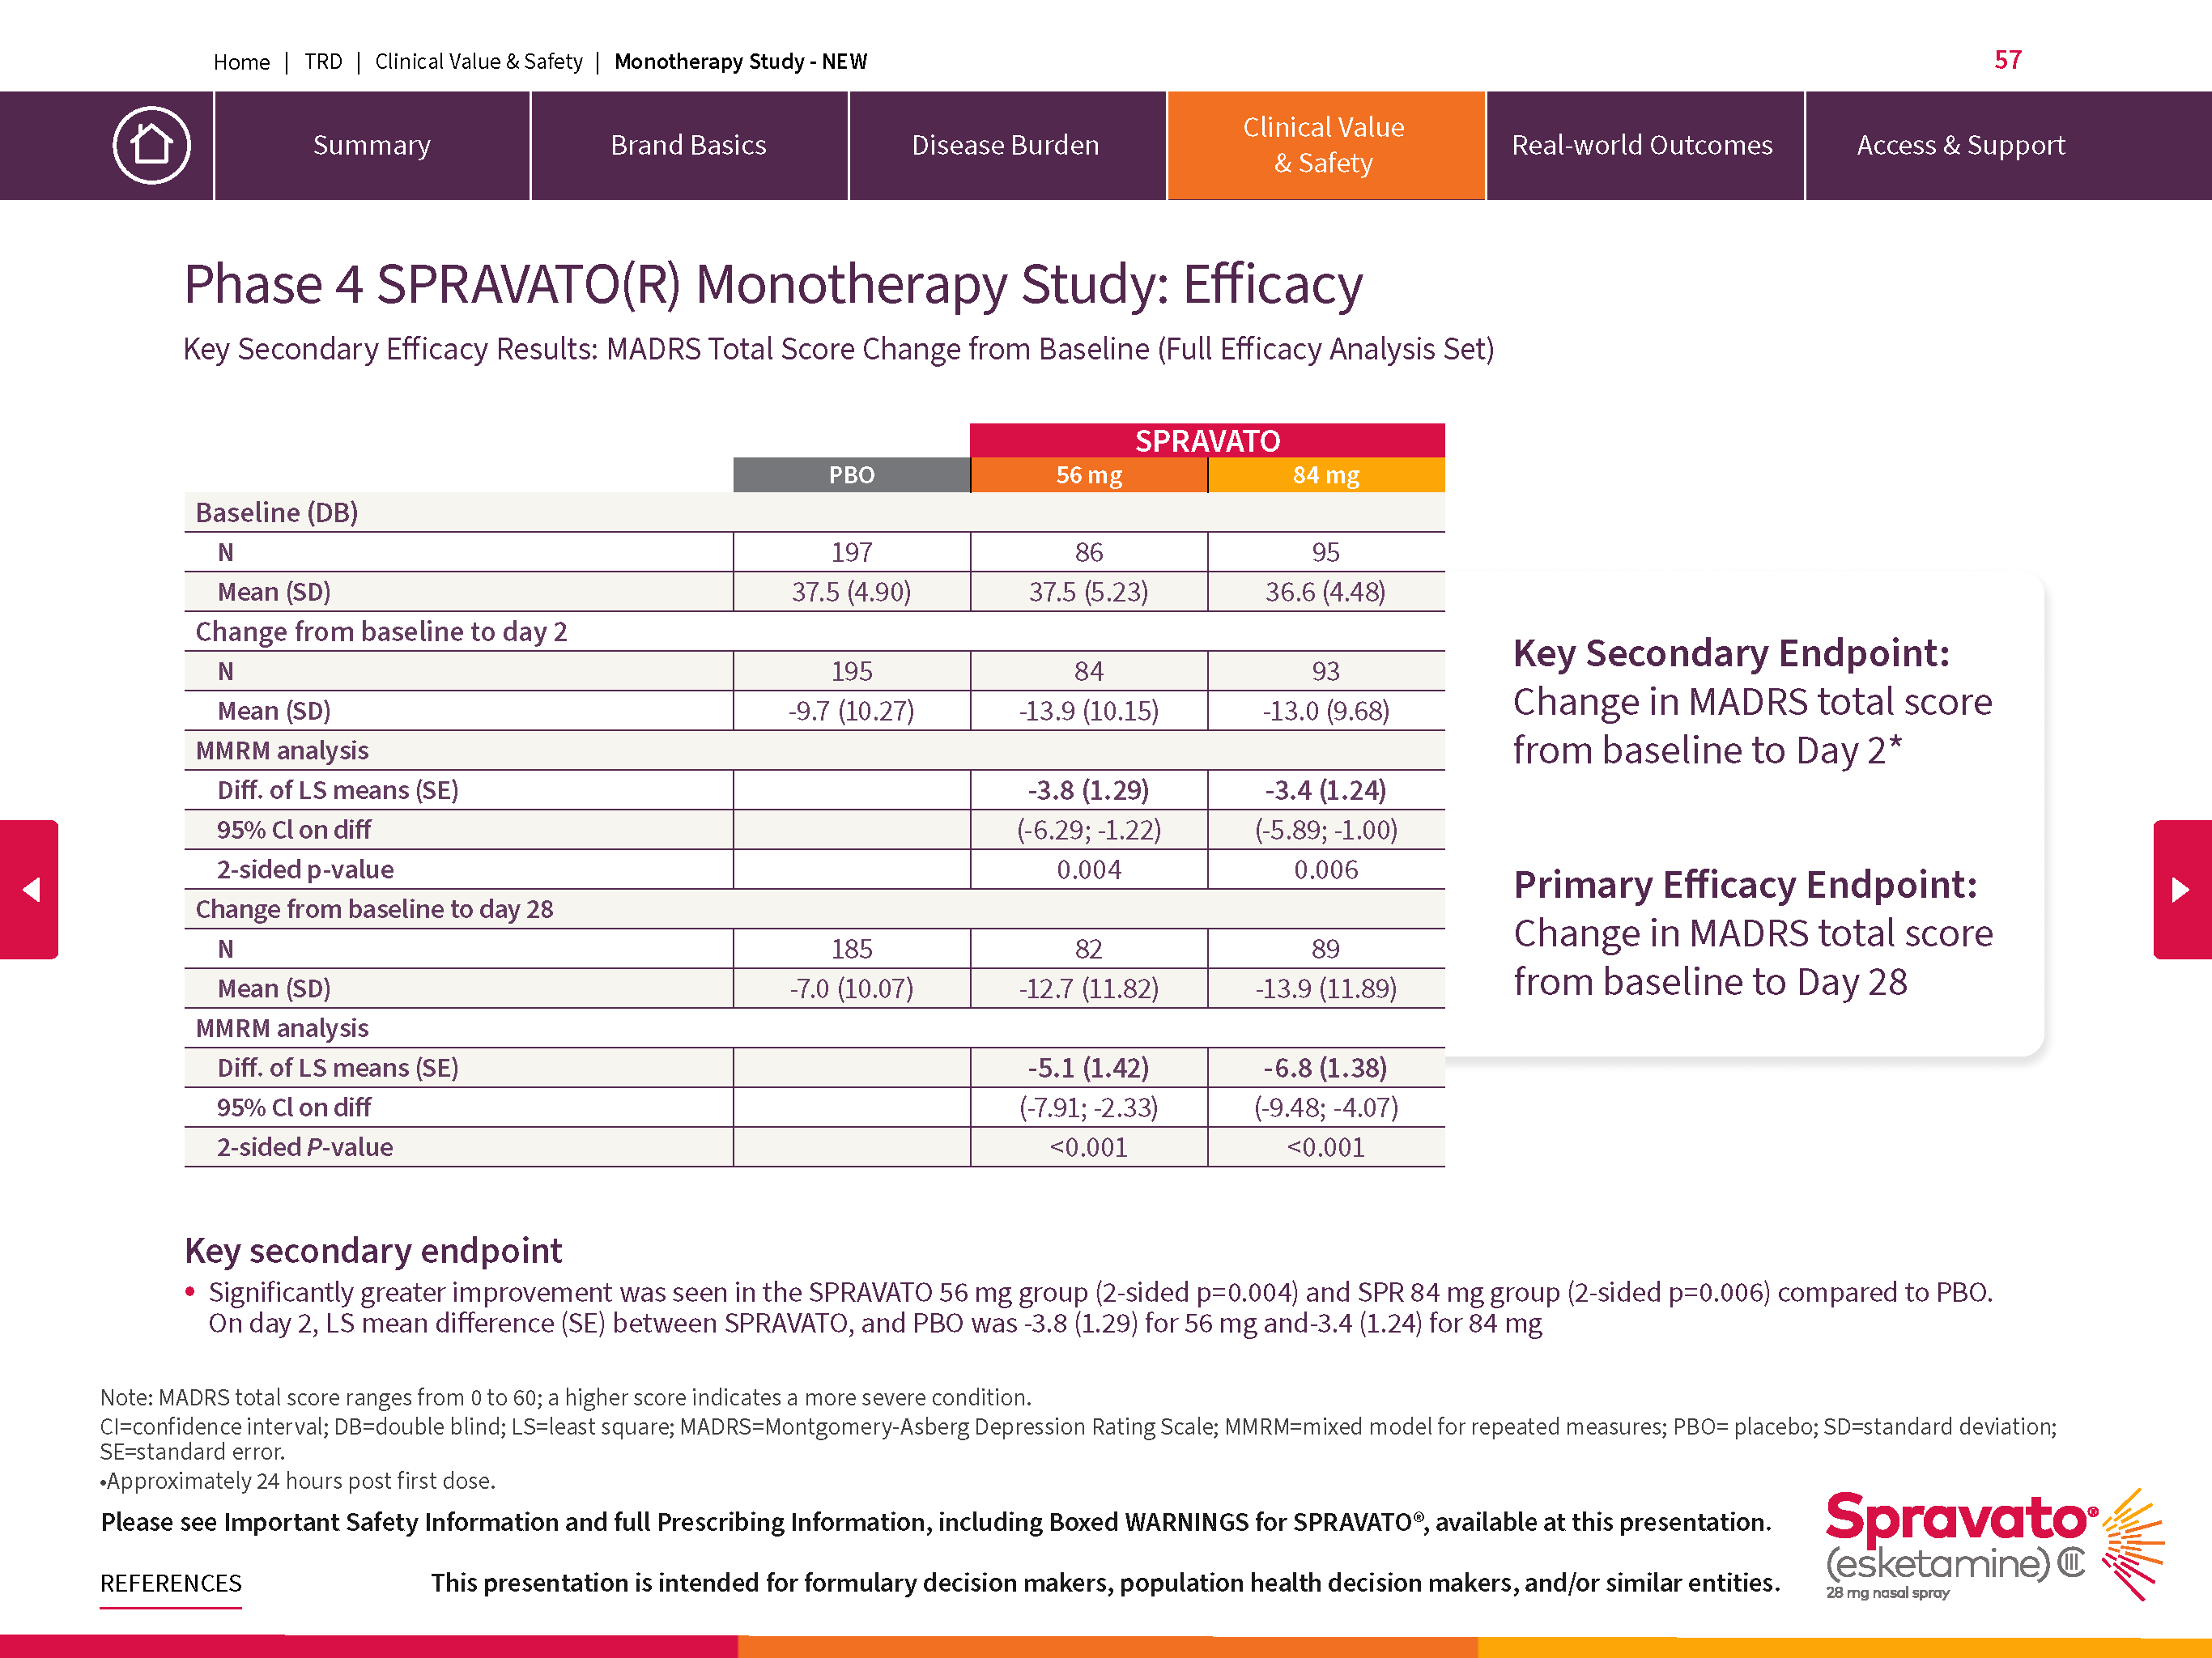 Home | TRD | Clinical Value & Safety | Monotherapy Study - NEW
57
Summary
Brand Basics
Disease Burden
Clinical Value
& Safety
Real-world Outcomes
Access & Support
Phase 4 SPRAVATO(R) Monotherapy Study: Efficacy
Key Secondary Efficacy Results: MADRS Total Score Change from Baseline (Full Efficacy Analysis Set)
SPRAVATO
PBO 56 mg 84 mg
Baseline (DB)
N 197 86 95
Mean (SD) 37.5 (4.90) 37.5 (5.23) 36.6 (4.48)
Change from baseline to day 2
N 195 84 93
Mean (SD) -9.7 (10.27) -13.9 (10.15) -13.0 (9.68)
MMRM analysis
Diff. of LS means (SE) -3.8 (1.29) -3.4 (1.24)
95% Cl on diff (-6.29; -1.22) (-5.89; -1.00)
2-sided p-value 0.004 0.006
Change from baseline to day 28
N 185 82 89
Mean (SD) -7.0 (10.07) -12.7 (11.82) -13.9 (11.89)
MMRM analysis
Diff. of LS means (SE) -5.1 (1.42) -6.8 (1.38)
95% Cl on diff (-7.91; -2.33) (-9.48; -4.07)
2-sided P-value <0.001 <0.001
Key Secondary Endpoint:
Change in MADRS total score
from baseline to Day 2*
Primary Efficacy Endpoint:
Change in MADRS total score
from baseline to Day 28
Key secondary endpoint
• Significantly greater improvement was seen in the SPRAVATO 56 mg group (2-sided p=0.004) and SPR 84 mg group (2-sided p=0.006) compared to PBO.
On day 2, LS mean difference (SE) between SPRAVATO, and PBO was -3.8 (1.29) for 56 mg and-3.4 (1.24) for 84 mg
Note: MADRS total score ranges from 0 to 60; a higher score indicates a more severe condition.
CI=confidence interval; DB=double blind; LS=least square; MADRS=Montgomery-Asberg Depression Rating Scale; MMRM=mixed model for repeated measures; PBO= placebo; SD=standard deviation;
SE=standard error.
•Approximately 24 hours post first dose.
Please see Important Safety Information and full Prescribing Information, including Boxed WARNINGS for SPRAVATO®, available at this presentation.
REFERENCES
This presentation is intended for formulary decision makers, population health decision makers, and/or similar entities.
Spravato®
(esketamine) CIII
28 mg nasal spray